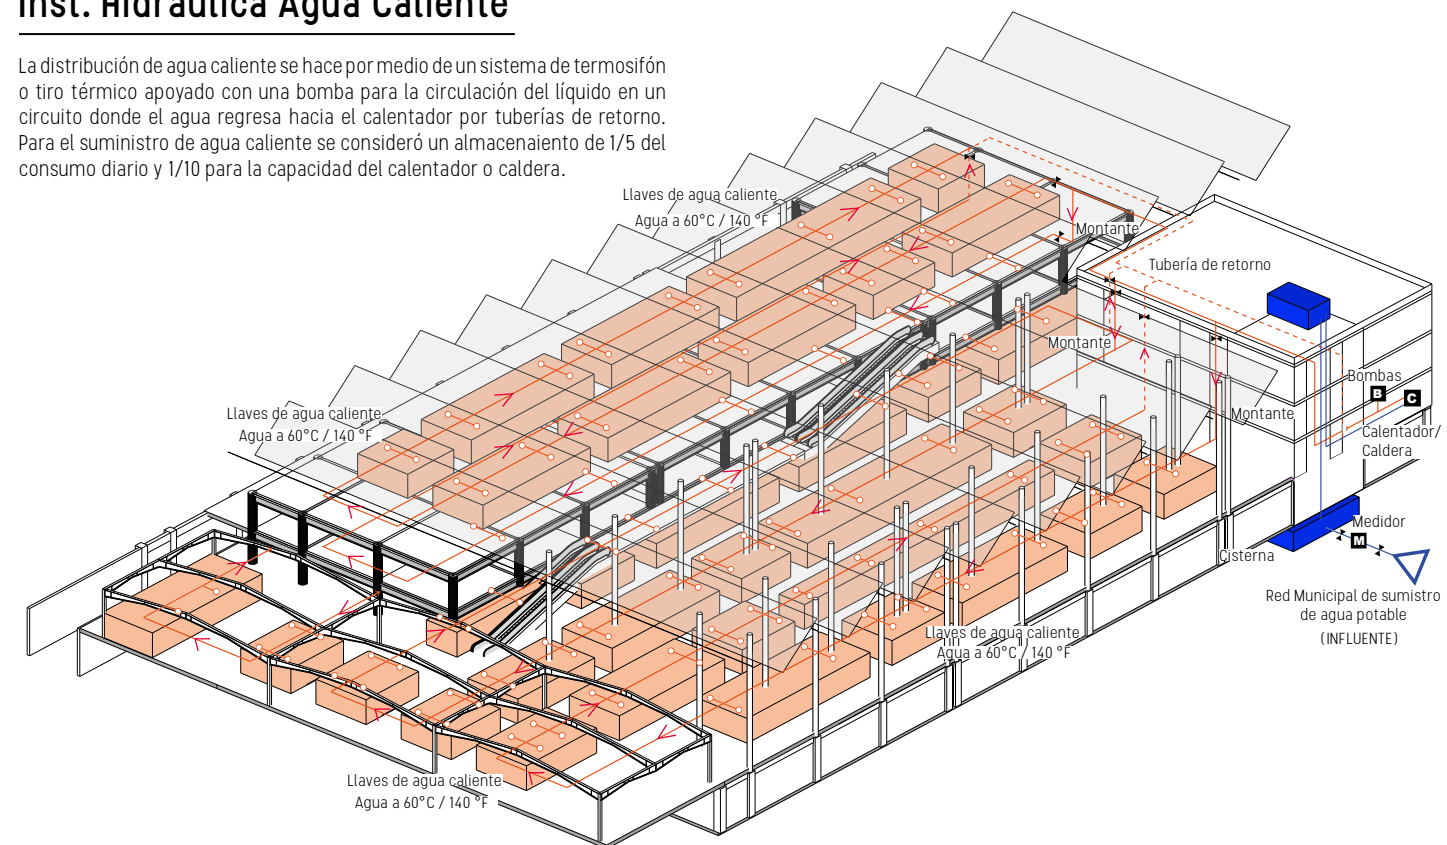 Inst. Hidráulica Agua Caliente
La distribución de agua caliente se hace por medio de un sistema de termosifón
o tiro térmico apoyado con una bomba para la circulación del líquido en un
circuito donde el agua regresa hacia el calentador por tuberías de retorno.
Para el suministro de agua caliente se consideró un almacenaiento de 1/5 del
consumo diario y 1/10 para la capacidad del calentador o caldera.
Llaves de agua caliente
Agua a 60°C / 140 °F
Montante
Tubería de retorno
Montante
Bombas
B
C
Llaves de agua caliente
Agua a 60°C / 140 °F
Montante
Calentador/
Caldera
Medidor
M
Cisterna
Red Municipal de sumistro
de agua potable
(INFLUENTE)
Llaves de agua caliente
Agua a 60°C / 140 °F
Llaves de agua caliente
Agua a 60°C / 140 °F